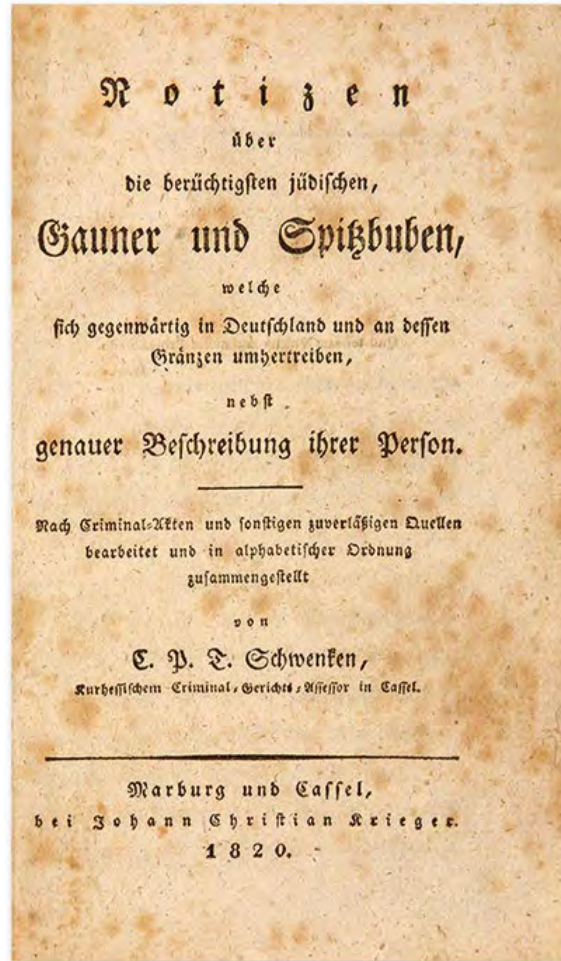 Notizen
über
die berüchtigsten jüdischen,
Gauner und Spitzbuben,
welche
sich gegenwärtig in Deutschland und an dessen
Gränzen umhertreiben,
nebst
genauer Beschreibung ihrer Person.
Nach Criminal-Akten und sonstigen zuverläßigen Quellen
bearbeitet und in alphabetischer Ordnung
zusammengestellt
von
C. P. T. Schwenken,
Kurhessischem Criminal-Gerichts-Assessor in Cassel.
Marburg und Cassel,
bei Johann Christian Krieger.
1820.